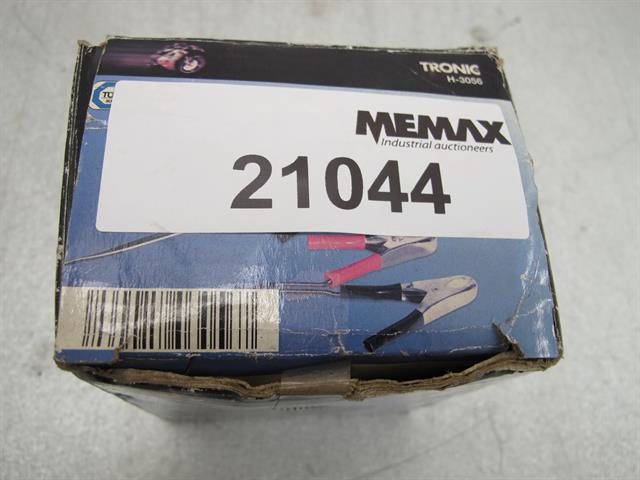 TRONIC
H-3056
MEMAX
Industrial auctioneers
21044